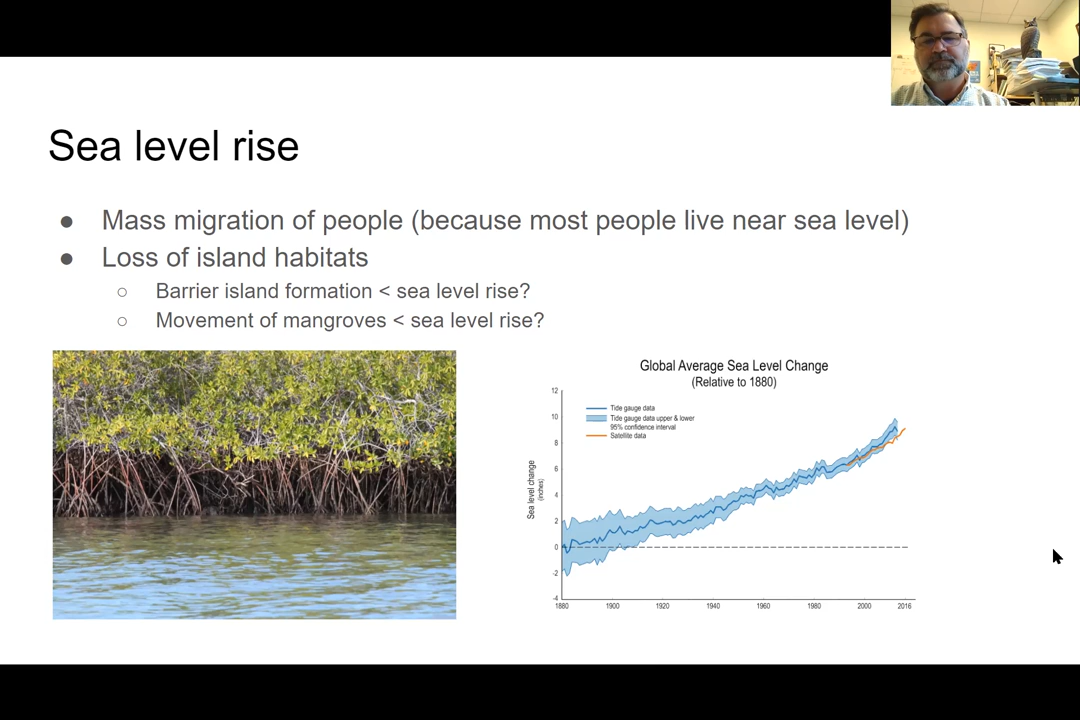 Sea level rise
● Mass migration of people (because most people live near sea level)
● Loss of island habitats
○ Barrier island formation < sea level rise?
○ Movement of mangroves < sea level rise?
Global Average Sea Level Change
(Relative to 1880)
Tide gauge data
Tide gauge data upper & lower
95% confidence interval
Satellite data
Sea level change
(inches)
12
10
8
6
4
2
0
-2
-4
1880 1900 1920 1940 1960 1980 2000 2016